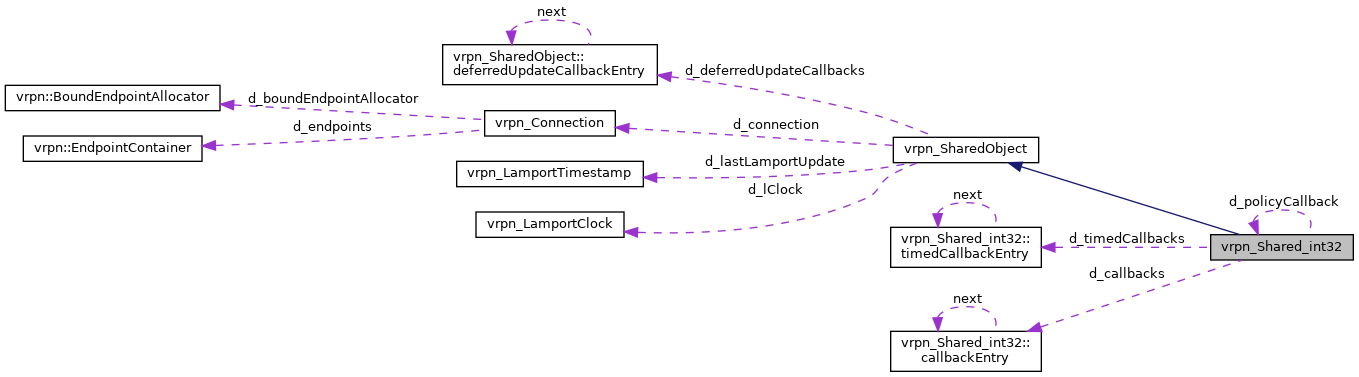 next
vrpn_SharedObject::
deferredUpdateCallbackEntry
d_deferredUpdateCallbacks
vrpn::BoundEndpointAllocator
d_boundEndpointAllocator
vrpn_Connection
d_connection
d_endpoints
vrpn::EndpointContainer
vrpn_SharedObject
d_lastLamportUpdate
vrpn_LamportTimestamp
d_lClock
vrpn_LamportClock
next
d_policyCallback
vrpn_Shared_int32::
timedCallbackEntry
d_timedCallbacks
vrpn_Shared_int32
d_callbacks
next
vrpn_Shared_int32::
callbackEntry